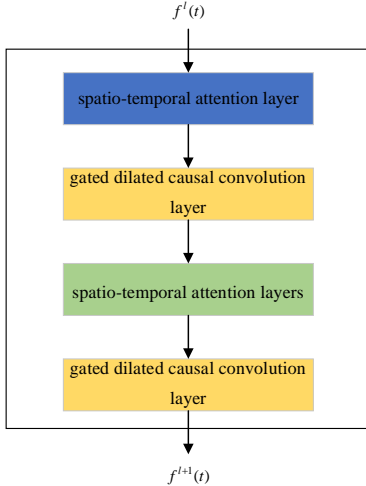 f^l(t)
spatio-temporal attention layer
gated dilated causal convolution
layer
spatio-temporal attention layers
gated dilated causal convolution
layer
f^{l+1}(t)